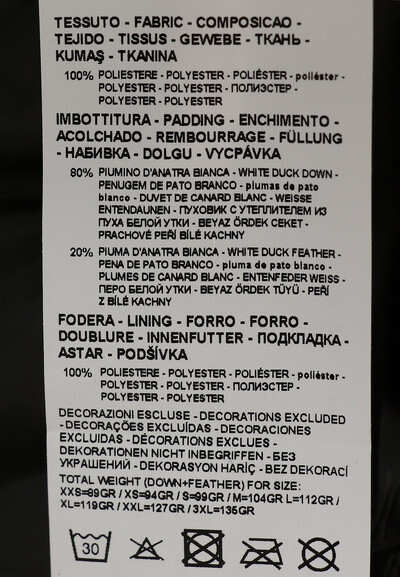 TESSUTO - FABRIC - COMPOSICAO -
TEJIDO - TISSUS - GEWEBE - ТКАНЬ -
KUMAŞ - TKANINA
100% POLIESTERE - POLYESTER - POLIÉSTER - poliéster -
POLYESTER - POLYESTER - ПОЛИЭСТЕР -
POLYESTER - POLYESTER
IMBOTTITURA - PADDING - ENCHIMENTO -
ACOLCHADO - REMBOURRAGE - FÜLLUNG
- НАБИВКА - DOLGU - VYCPÁVKA
80% PIUMINO D'ANATRA BIANCA - WHITE DUCK DOWN -
PENUGEM DE PATO BRANCO - plumas de pato
blanco - DUVET DE CANARD BLANC - WEISSE
ENTENDAUNEN - ПУХОВИК С УТЕПЛИТЕЛЕМ ИЗ
ПУХА БЕЛОЙ УТКИ - BEYAZ ÖRDEK CEKET -
PRACHOVÉ PEŘÍ BÍLÉ KACHNY
20% PIUMA D'ANATRA BIANCA - WHITE DUCK FEATHER -
PENA DE PATO BRANCO - pluma de pato blanco -
PLUMES DE CANARD BLANC - ENTENFEDER WEISS -
ПЕРО БЕЛОЙ УТКИ - BEYAZ ÖRDEK TÜYÜ - PEŘÍ
Z BÍLÉ KACHNY
FODERA - LINING - FORRO - FORRO -
DOUBLURE - INNENFUTTER - ПОДКЛАДКА -
ASTAR - PODŠÍVKA
100% POLIESTERE - POLYESTER - POLIÉSTER - poliéster -
POLYESTER - POLYESTER - ПОЛИЭСТЕР -
POLYESTER - POLYESTER
DECORAZIONI ESCLUSE - DECORATIONS EXCLUDED
- DECORAÇÕES EXCLUÍDAS - DECORACIONES
EXCLUIDAS - DÉCORATIONS EXCLUES -
DEKORATIONEN NICHT INBEGRIFFEN - БЕЗ
УКРАШЕНИЙ - DEKORASYON HARİÇ - BEZ DEKORACÍ
TOTAL WEIGHT (DOWN+FEATHER) FOR SIZE:
XXS=89GR / XS=94GR / S=99GR / M=104GR L=112GR /
XL=119GR / XXL=127GR / 3XL=135GR
30